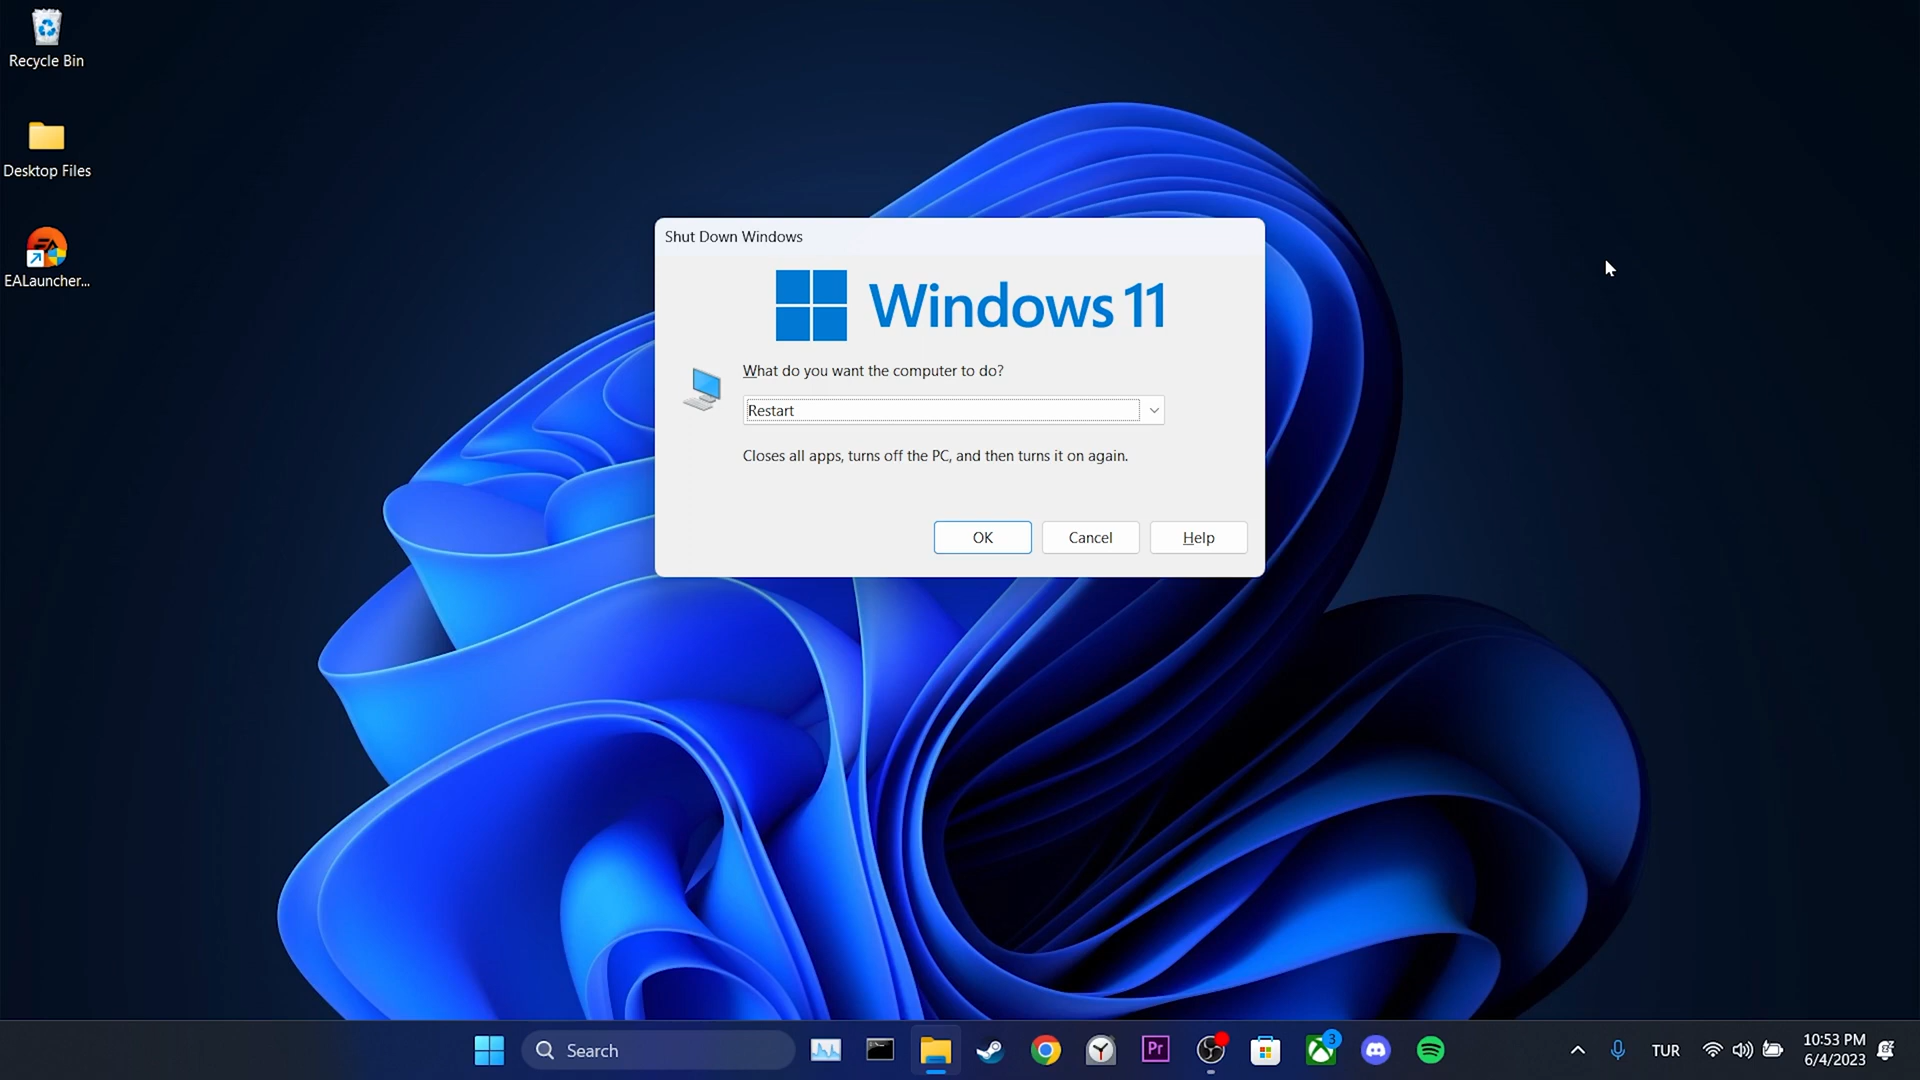 Recycle Bin
Desktop Files
EALauncher...
Shut Down Windows
Windows 11
What do you want the computer to do?
Restart
Closes all apps, turns off the PC, and then turns it on again.
OK
Cancel
Help
Search
Pr
3
TUR
10:53 PM
6/4/2023